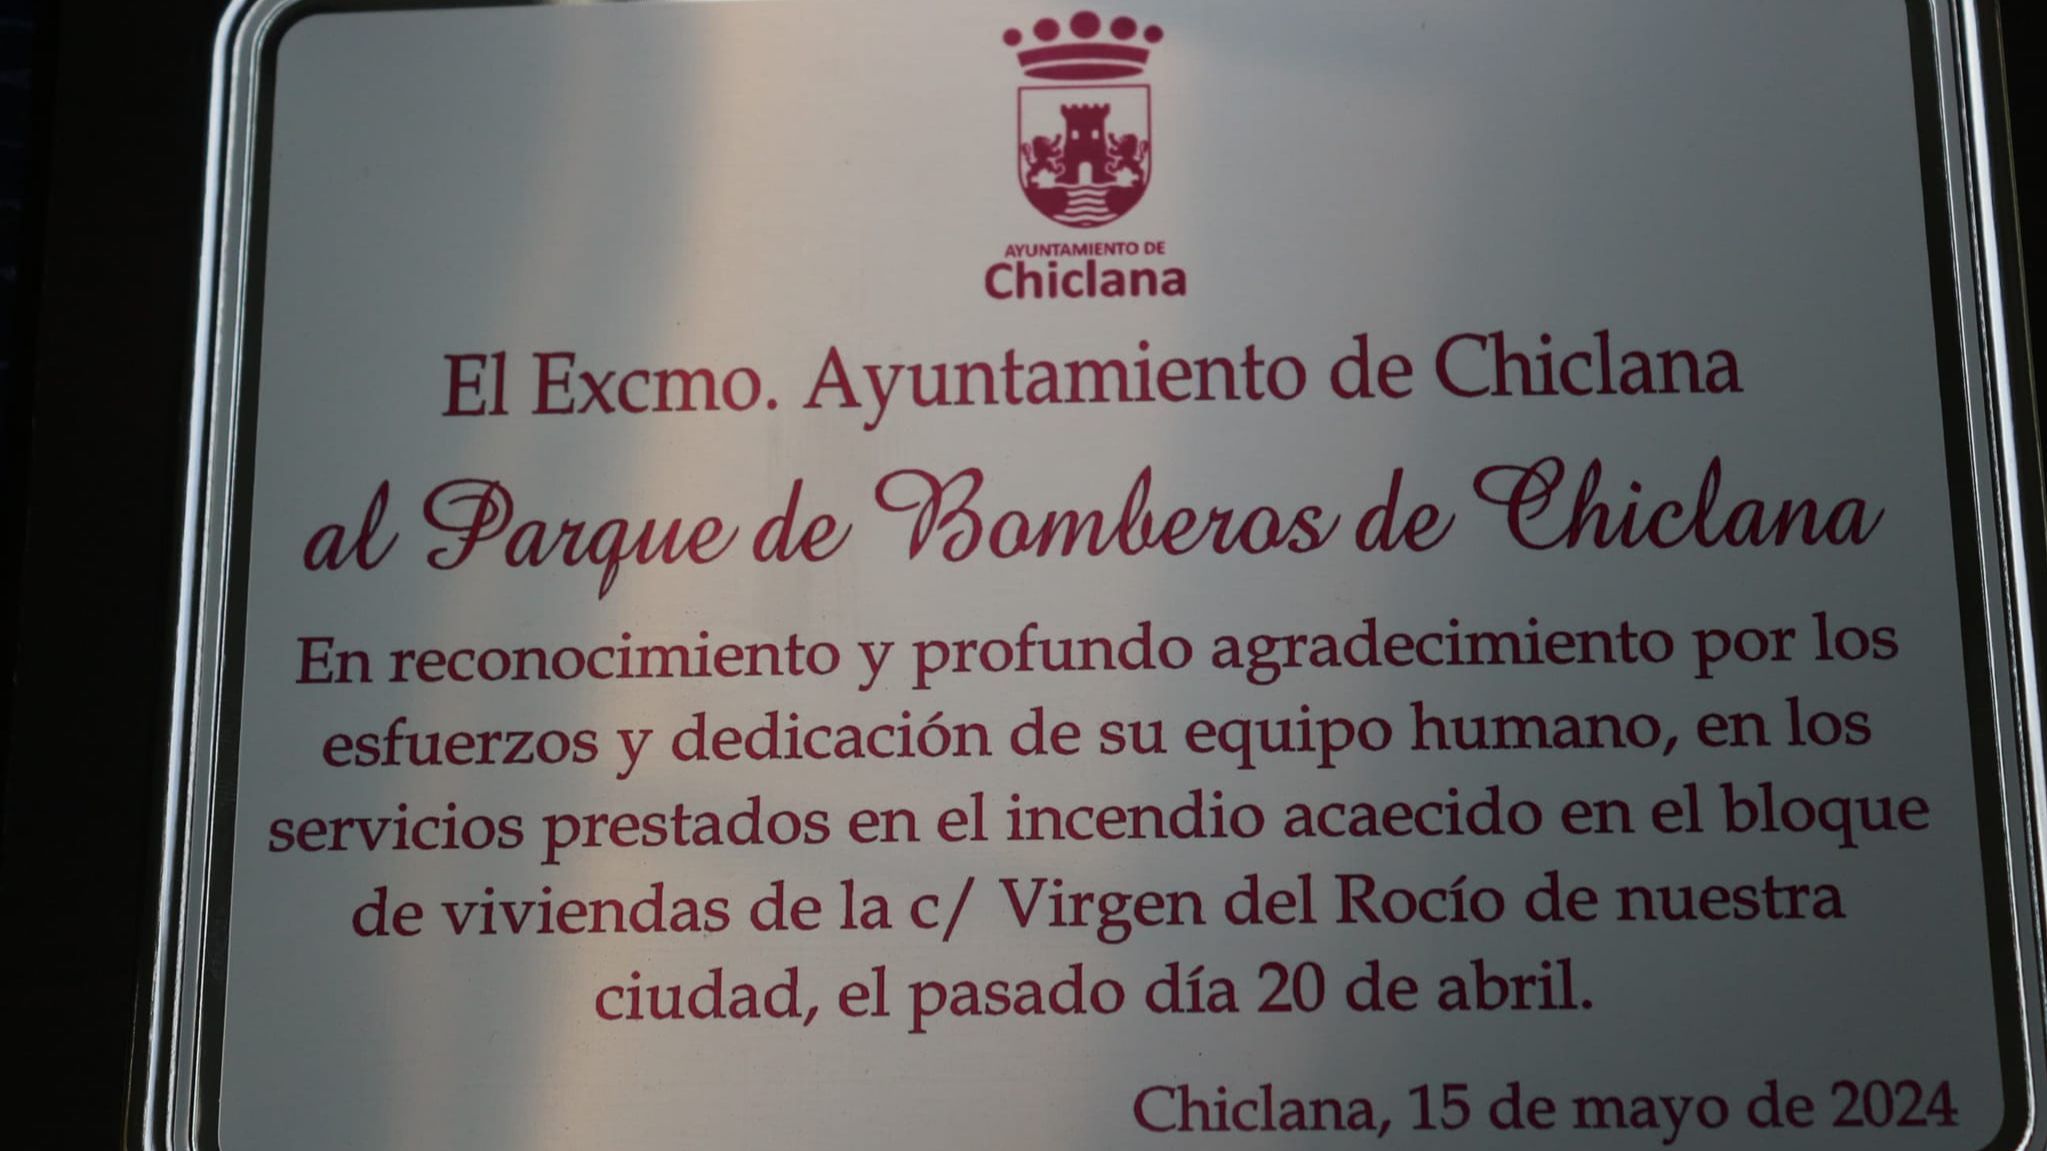 AYUNTAMIENTO DE
Chiclana
El Excmo. Ayuntamiento de Chiclana
al Parque de Bomberos de Chiclana
En reconocimiento y profundo agradecimiento por los
esfuerzos y dedicación de su equipo humano, en los
servicios prestados en el incendio acaecido en el bloque
de viviendas de la c/ Virgen del Rocío de nuestra
ciudad, el pasado día 20 de abril.
Chiclana, 15 de mayo de 2024